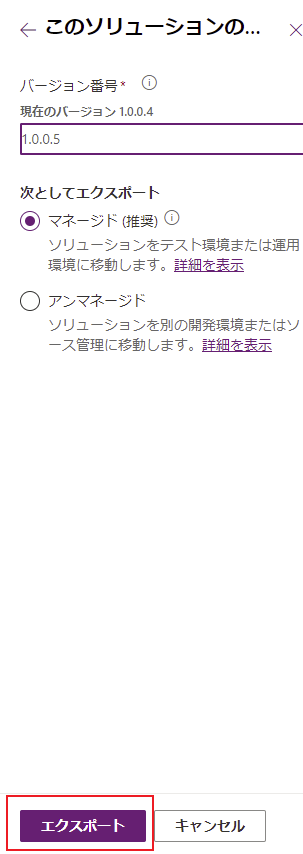 このソリューションの...
バージョン番号*
現在のバージョン 1.0.0.4
1.0.0.5
次としてエクスポート
マネージド (推奨)
ソリューションをテスト環境または運用
環境に移動します。詳細を表示
アンマネージド
ソリューションを別の開発環境またはソ
ース管理に移動します。詳細を表示
エクスポート キャンセル